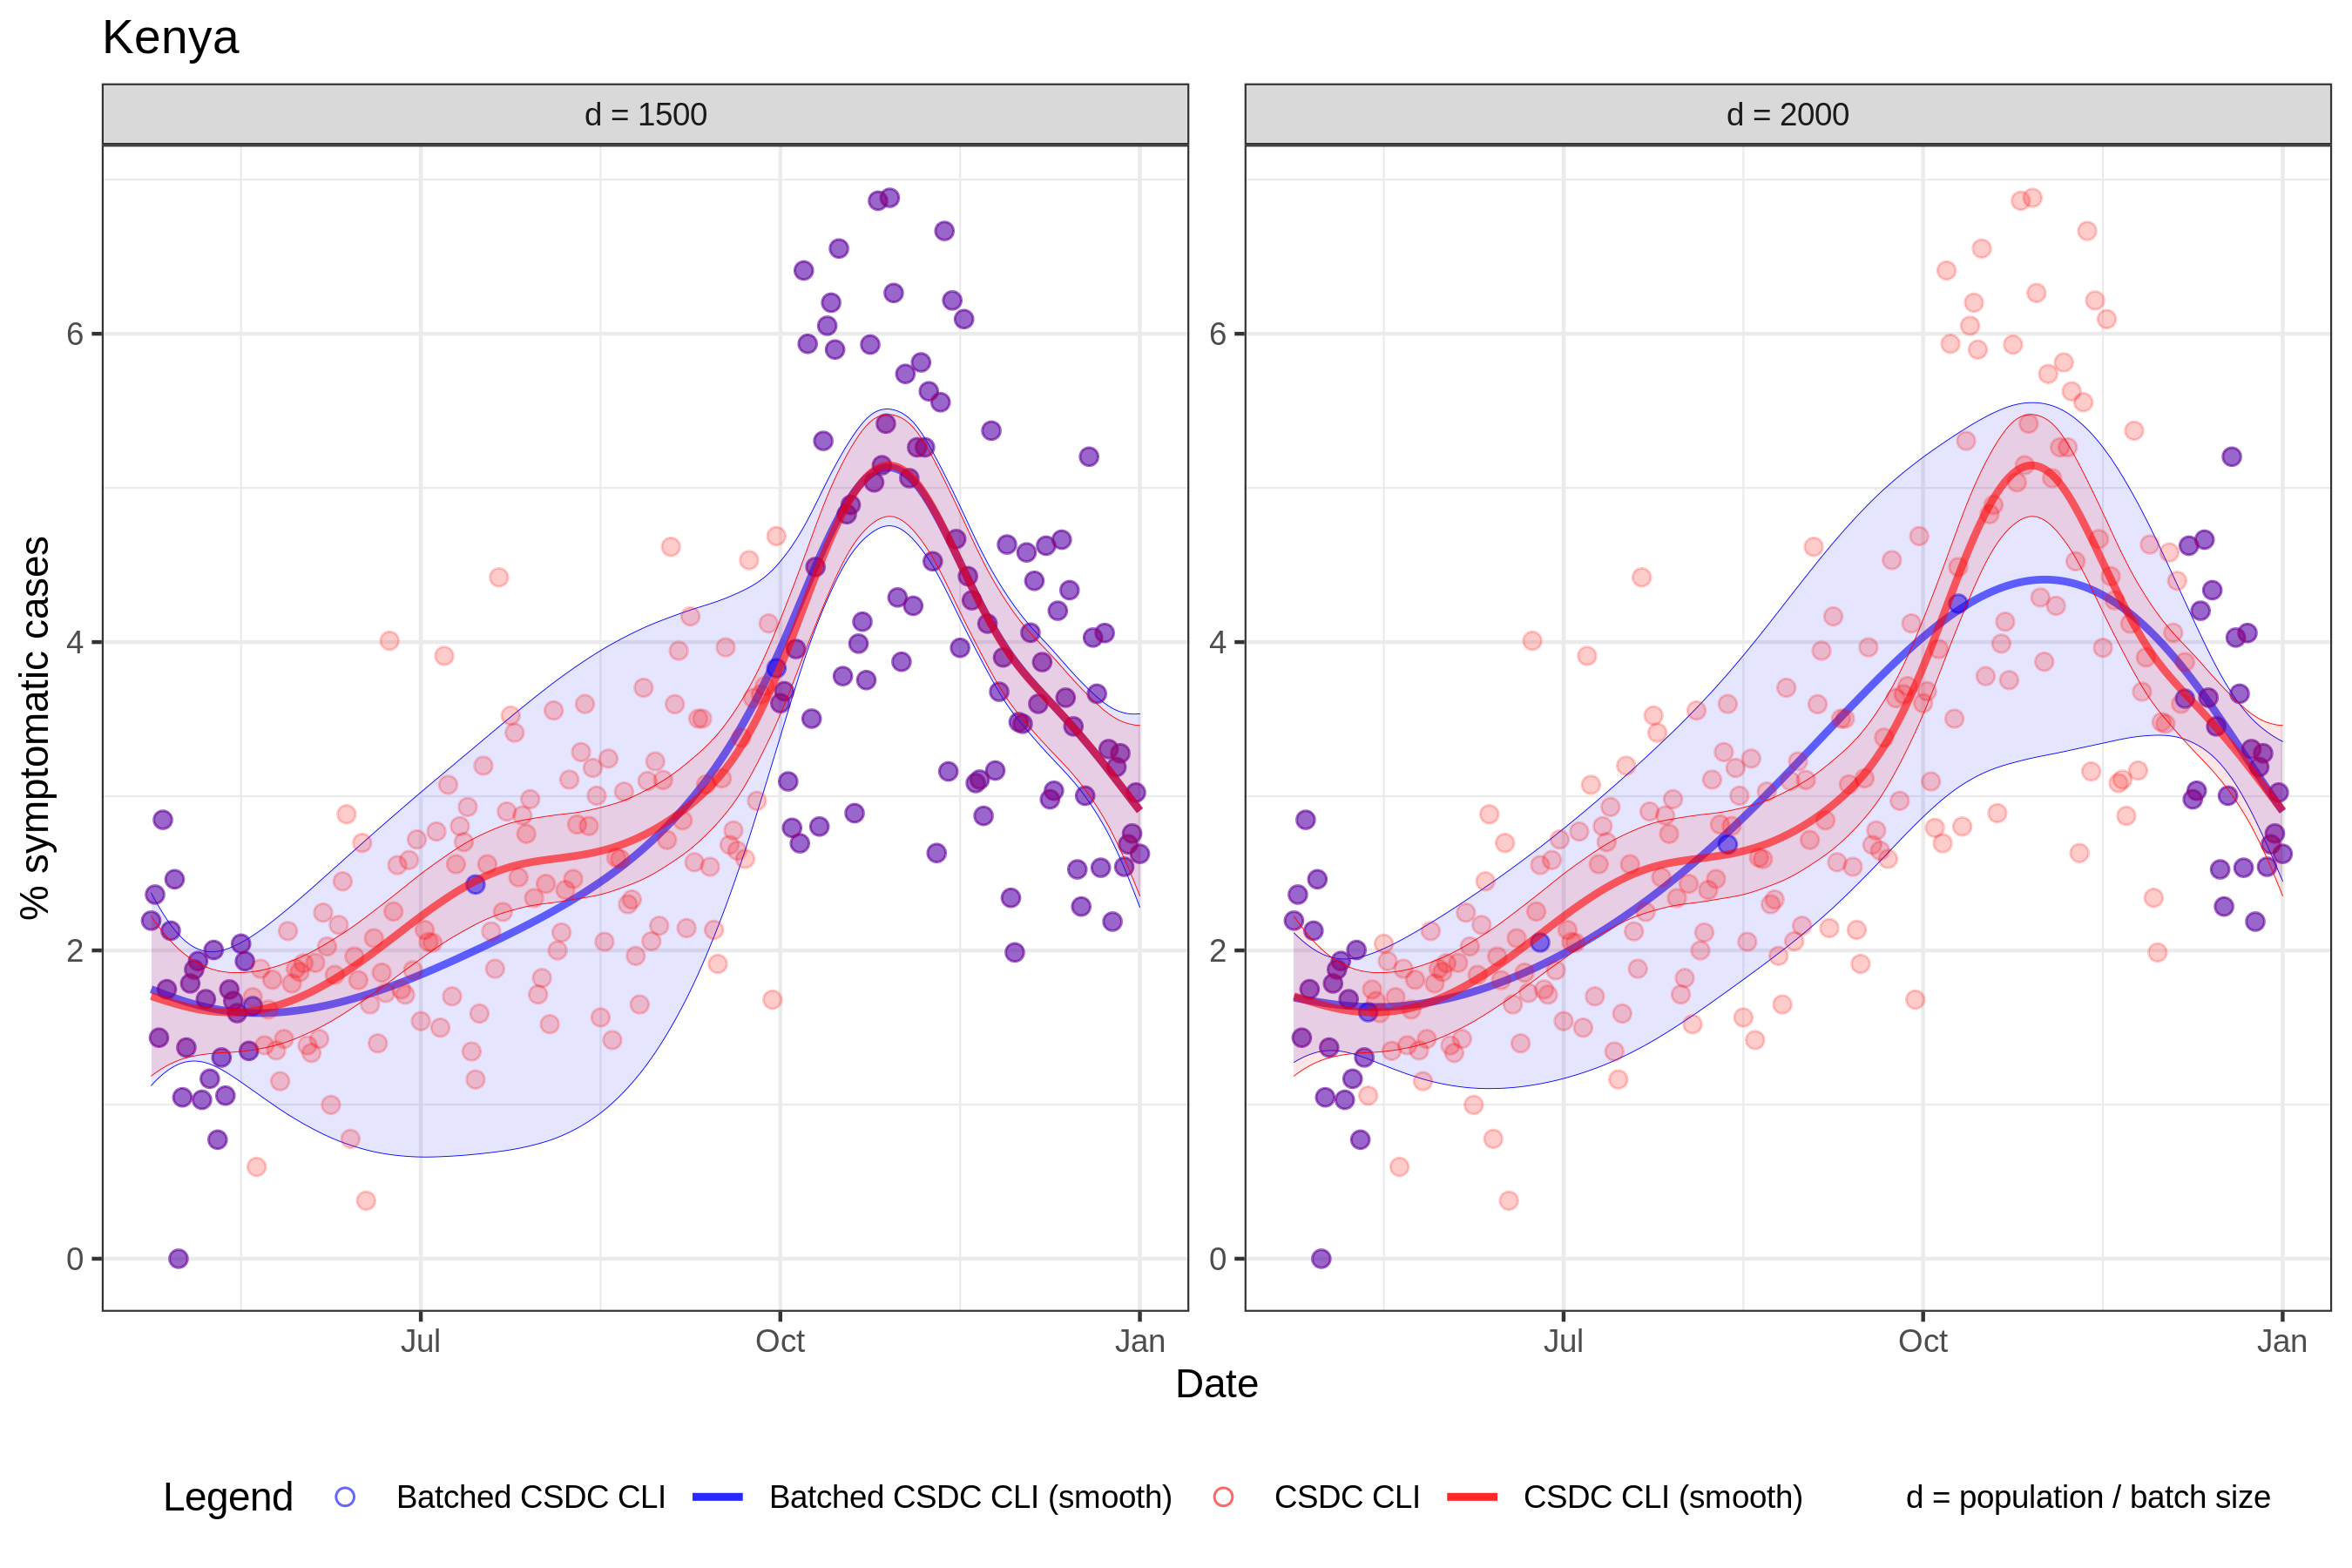 Kenya
d = 1500
d = 2000
% symptomatic cases
6
4
2
0
6
4
2
0
Jul
Oct
Jan
Jul
Oct
Jan
Date
Legend
Batched CSDC CLI
Batched CSDC CLI (smooth)
CSDC CLI
CSDC CLI (smooth)
d = population / batch size